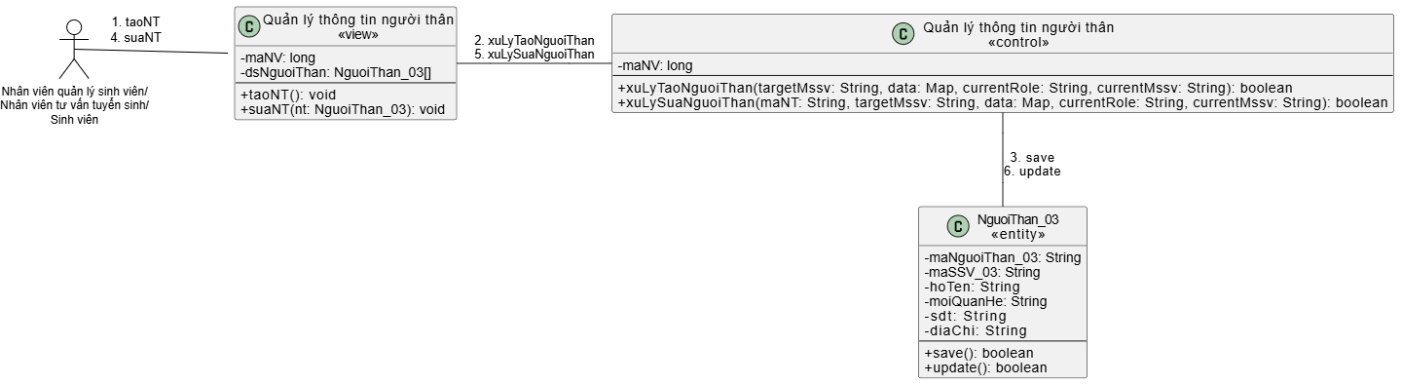 1. taoNT
4. suaNT
Nhân viên quản lý sinh viên/
Nhân viên tư vấn tuyển sinh/
Sinh viên
C
Quản lý thông tin người thân
«view»
-maNV: long
-dsNguoiThan: NguoiThan_03[]
+taoNT(): void
+suaNT(nt: NguoiThan_03): void
2. xuLyTaoNguoiThan
5. xuLySuaNguoiThan
C
Quản lý thông tin người thân
«control»
-maNV: long
+xuLyTaoNguoiThan(targetMssv: String, data: Map, currentRole: String, currentMssv: String): boolean
+xuLySuaNguoiThan(maNT: String, targetMssv: String, data: Map, currentRole: String, currentMssv: String): boolean
3. save
6. update
C
NguoiThan_03
«entity»
-maNguoiThan_03: String
-maSSV_03: String
-hoTen: String
-moiQuanHe: String
-sdt: String
-diaChi: String
+save(): boolean
+update(): boolean